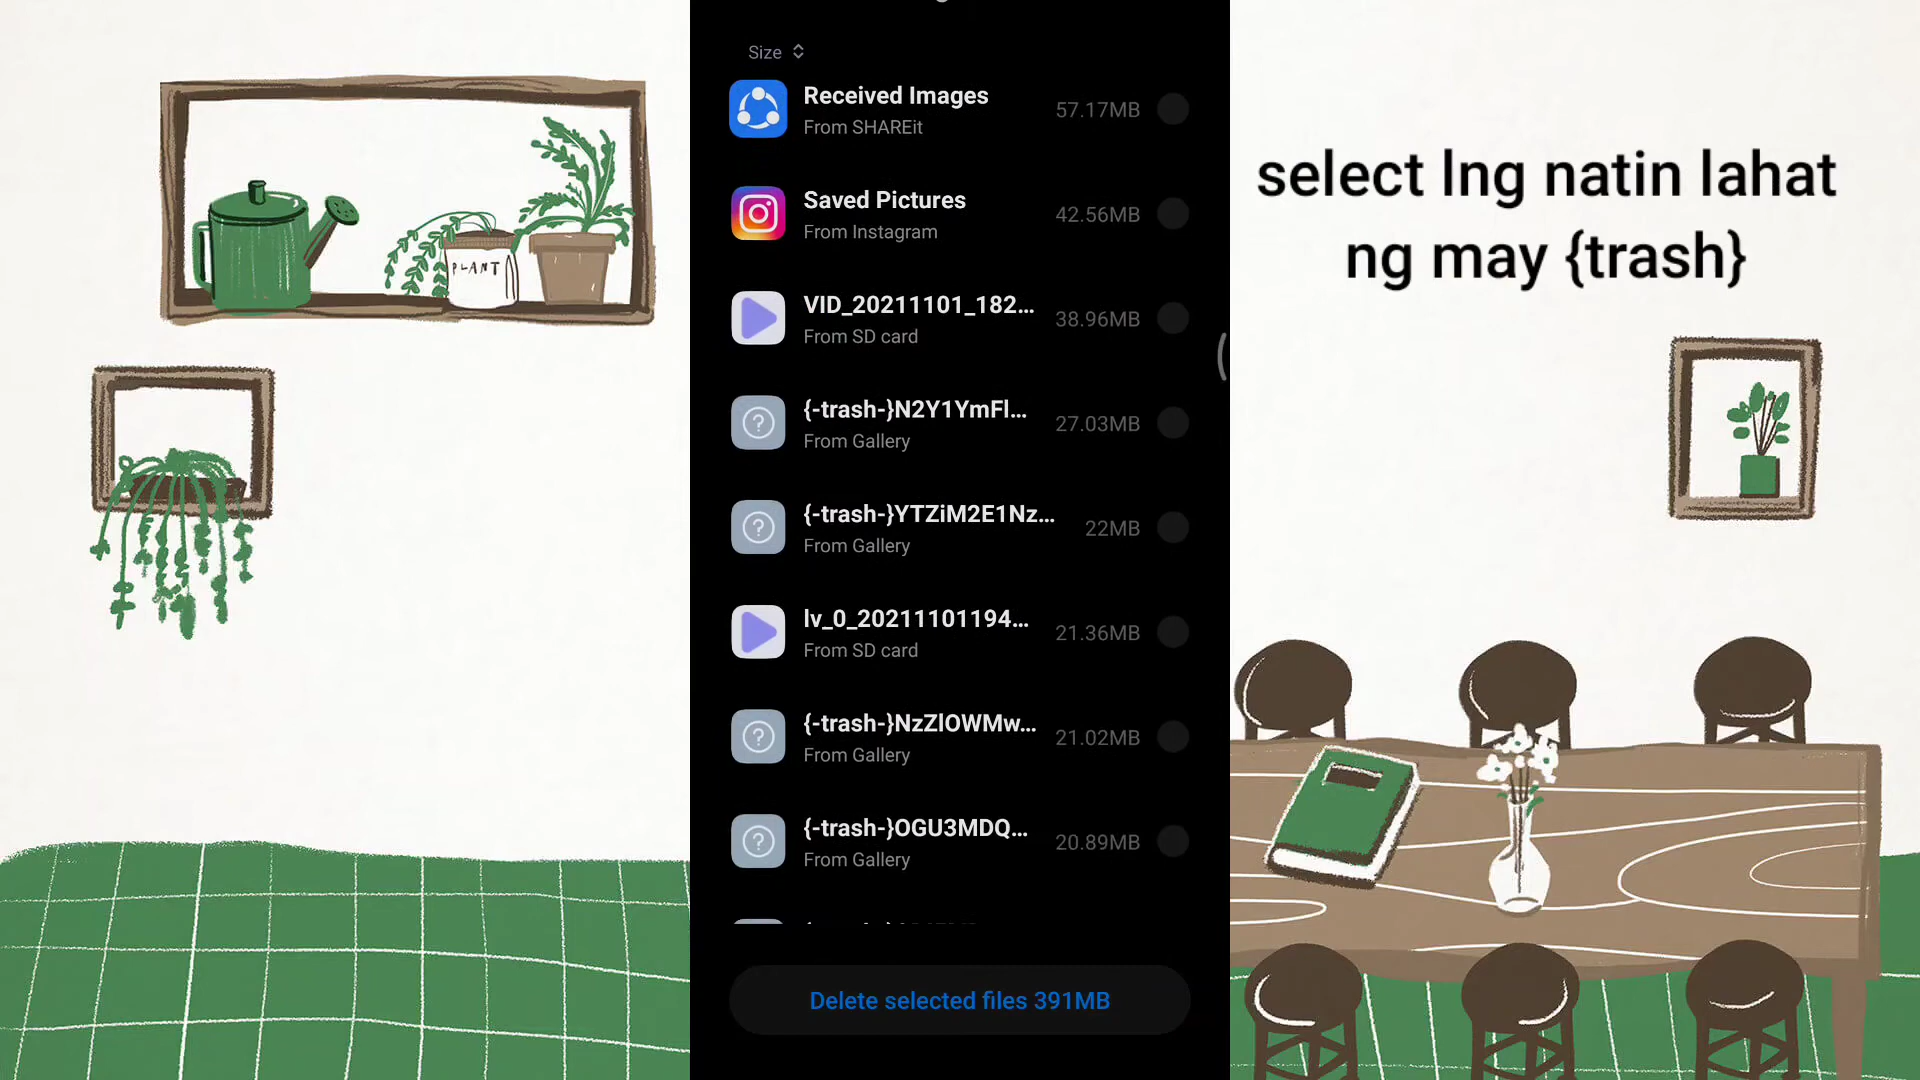 Size
Received Images
57.17MB
From SHAREit
Saved Pictures
42.56MB
From Instagram
VID_20211101_182...
38.96MB
From SD card
{-trash-}N2Y1YmFl...
27.03MB
From Gallery
{-trash-}YTZiM2E1Nz...
22MB
From Gallery
lv_0_20211101194...
21.36MB
From SD card
{-trash-}NzZlOWMw...
21.02MB
From Gallery
{-trash-}OGU3MDQ...
20.89MB
From Gallery
Delete selected files 391MB
select lng natin lahat
ng may {trash}
PLANT